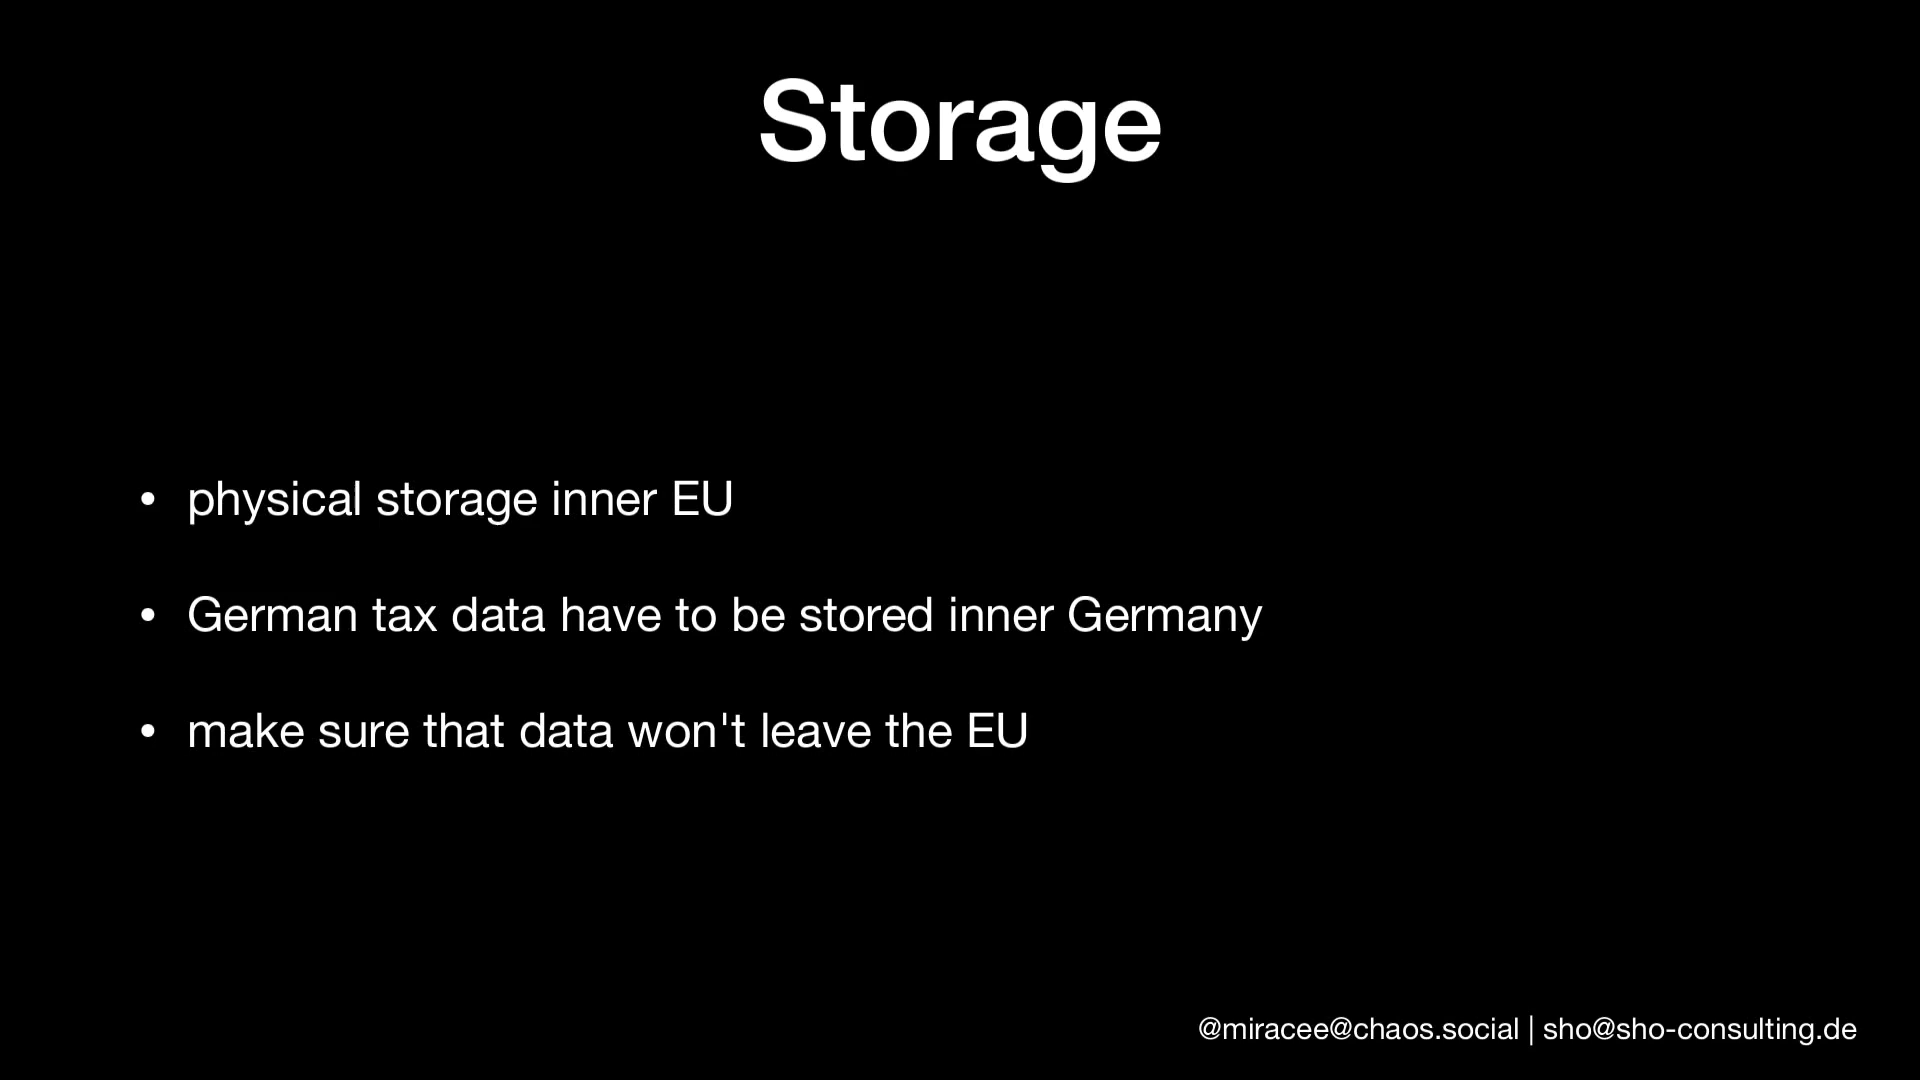 Storage
• physical storage inner EU
• German tax data have to be stored inner Germany
• make sure that data won't leave the EU
@miracee@chaos.social | sho@sho-consulting.de